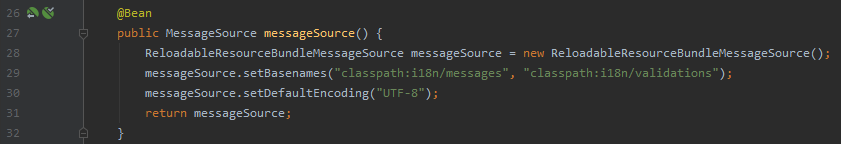 26 @Bean
27 public MessageSource messageSource() {
28 ReloadableResourceBundleMessageSource messageSource = new ReloadableResourceBundleMessageSource();
29 messageSource.setBasenames("classpath:i18n/messages", "classpath:i18n/validations");
30 messageSource.setDefaultEncoding("UTF-8");
31 return messageSource;
32 }